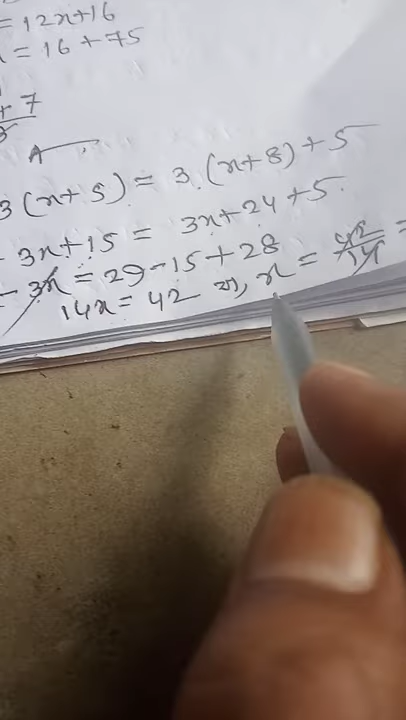 = 12x+16
= 16 + 75
+ 7
3(x+5) = 3.(x+8)+5
- 3x+15 = 3x+24+5.
- 3x = 29-15+28
14x = 42 বা, x = 42/14 =